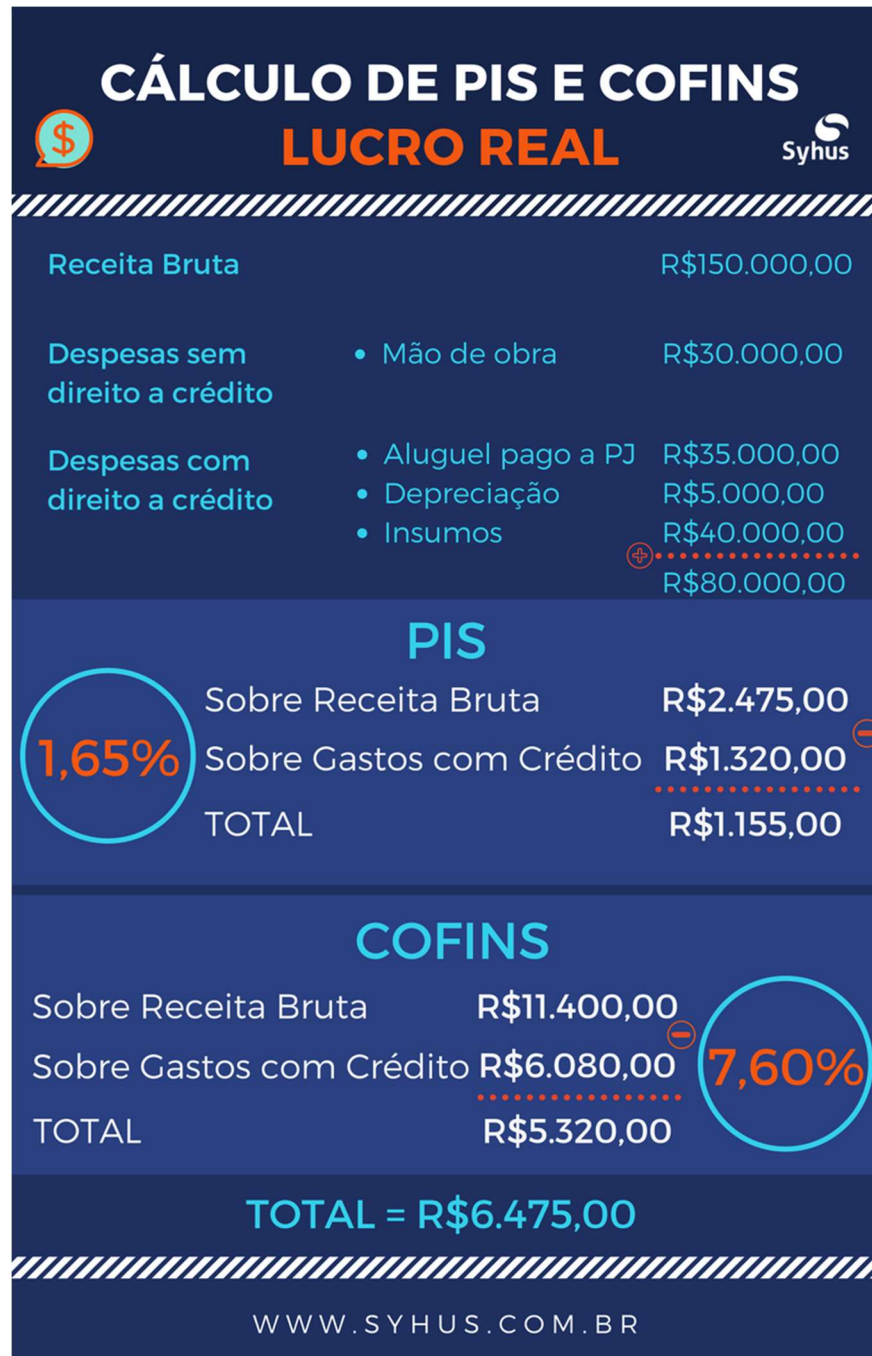 CÁLCULO DE PIS E COFINS
$
LUCRO REAL
Syhus
Receita Bruta R$150.000,00
Despesas sem
direito a crédito
• Mão de obra R$30.000,00
Despesas com
direito a crédito
• Aluguel pago a PJ R$35.000,00
• Depreciação R$5.000,00
• Insumos R$40.000,00
+
R$80.000,00
PIS
1,65%
Sobre Receita Bruta R$2.475,00
Sobre Gastos com Crédito R$1.320,00
−
TOTAL R$1.155,00
COFINS
Sobre Receita Bruta R$11.400,00
−
Sobre Gastos com Crédito R$6.080,00
7,60%
TOTAL R$5.320,00
TOTAL = R$6.475,00
WWW.SYHUS.COM.BR